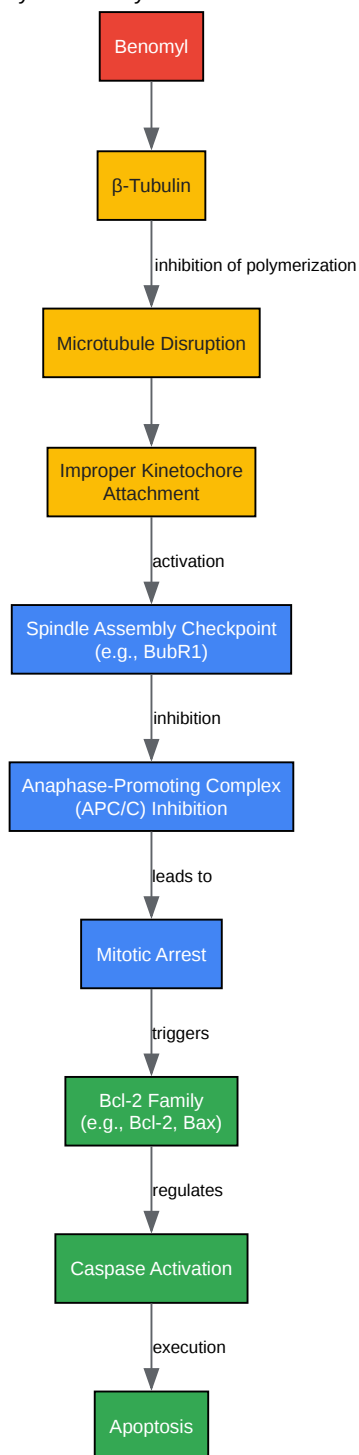 Benomyl
β-Tubulin
inhibition of polymerization
Microtubule Disruption
Improper Kinetochore
Attachment
activation
Spindle Assembly Checkpoint
(e.g., BubR1)
inhibition
Anaphase-Promoting Complex
(APC/C) Inhibition
leads to
Mitotic Arrest
triggers
Bcl-2 Family
(e.g., Bcl-2, Bax)
regulates
Caspase Activation
execution
Apoptosis